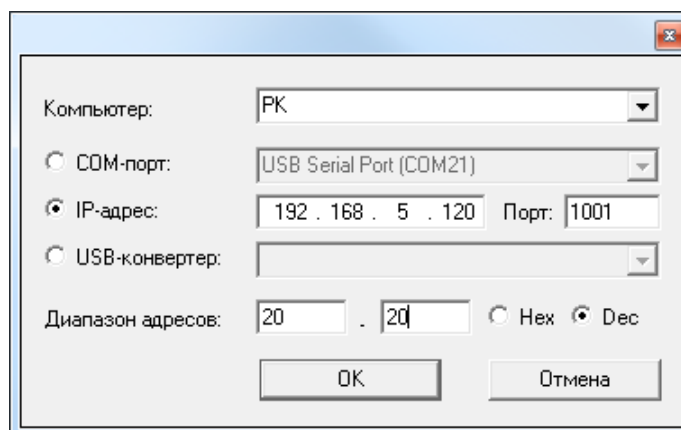 Компьютер: PK
COM-порт: USB Serial Port (COM21)
IP-адрес: 192 . 168 . 5 . 120 Порт: 1001
USB-конвертер:
Диапазон адресов: 20 . 20 Hex Dec
OK Отмена